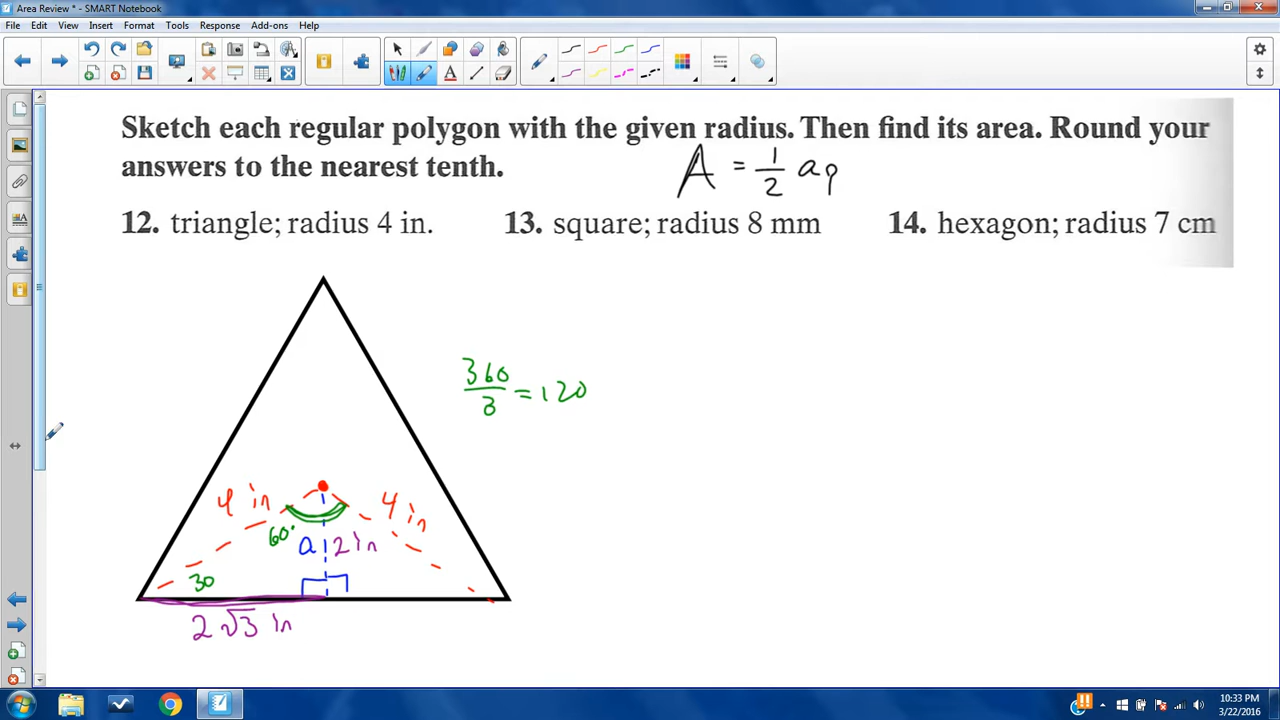 Area Review * - SMART Notebook
File Edit View Insert Format Tools Response Add-ons Help
Sketch each regular polygon with the given radius. Then find its area. Round your
answers to the nearest tenth.
A = 1/2 ap
12. triangle; radius 4 in. 13. square; radius 8 mm 14. hexagon; radius 7 cm
360/3 = 120
4 in 4 in
60°
a 2 in
30
2√3 in
10:33 PM
3/22/2016